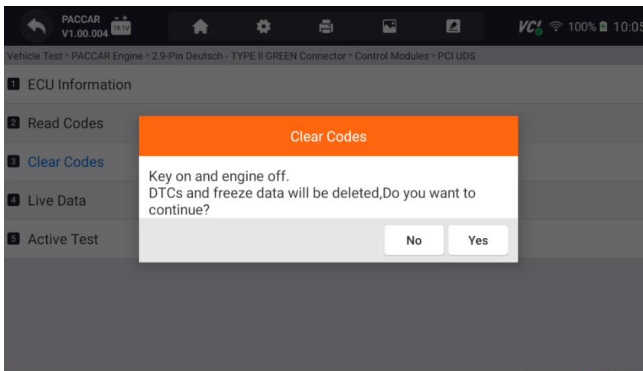 PACCAR
V1.00.004
VCI 100% 10:05
Vehicle Test > PACCAR Engine > 2.9-Pin Deutsch - TYPE II GREEN Connector > Control Modules > PCI UDS
1 ECU Information
2 Read Codes
3 Clear Codes
4 Live Data
5 Active Test
Clear Codes
Key on and engine off.
DTCs and freeze data will be deleted,Do you want to
continue?
No Yes